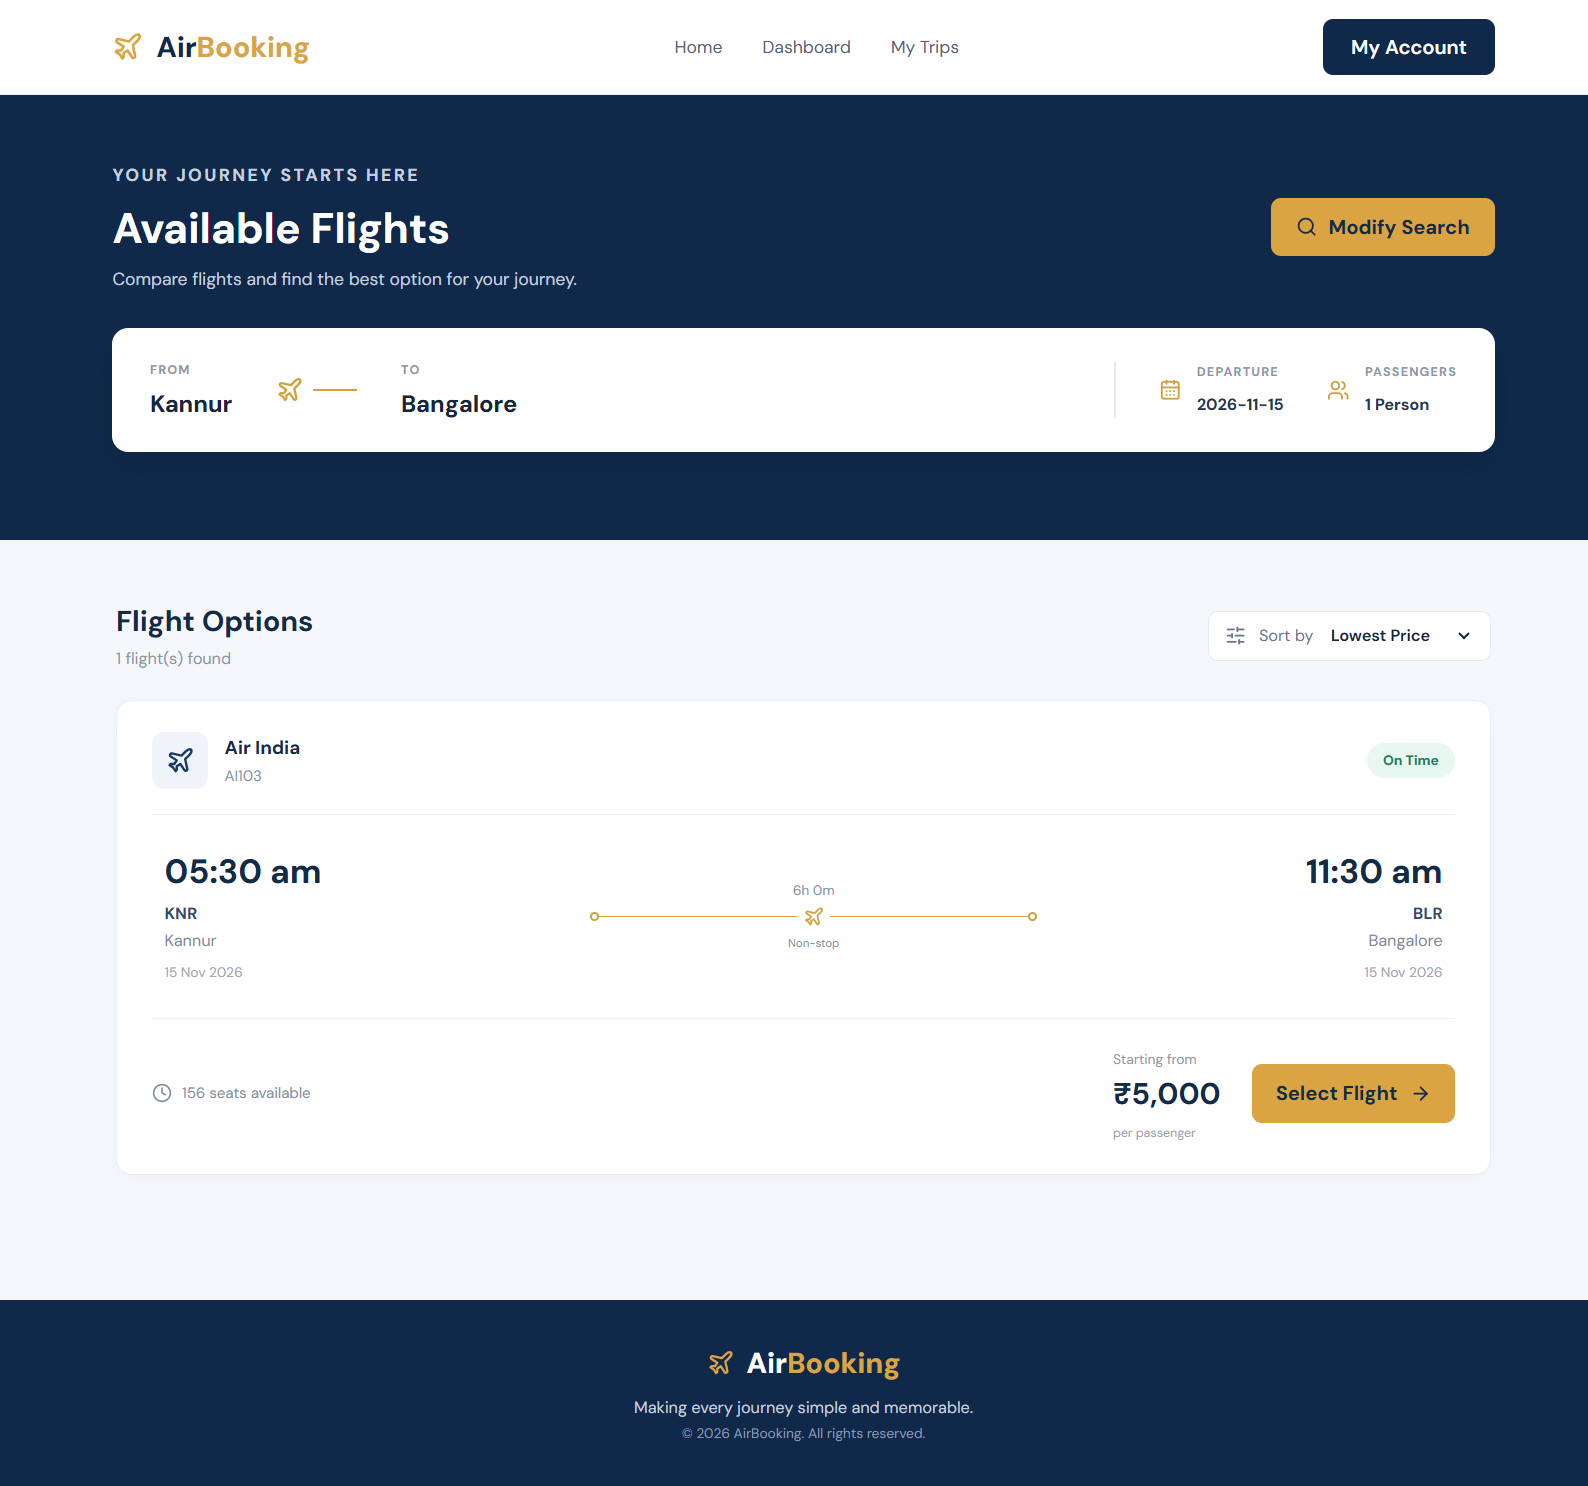 AirBooking
Home
Dashboard
My Trips
My Account
YOUR JOURNEY STARTS HERE
Available Flights
Compare flights and find the best option for your journey.
Modify Search
FROM
Kannur
TO
Bangalore
DEPARTURE
2026-11-15
PASSENGERS
1 Person
Flight Options
1 flight(s) found
Sort by Lowest Price
Air India
AI103
On Time
05:30 am
KNR
Kannur
15 Nov 2026
6h 0m
Non-stop
11:30 am
BLR
Bangalore
15 Nov 2026
156 seats available
Starting from
₹5,000
per passenger
Select Flight
AirBooking
Making every journey simple and memorable.
© 2026 AirBooking. All rights reserved.